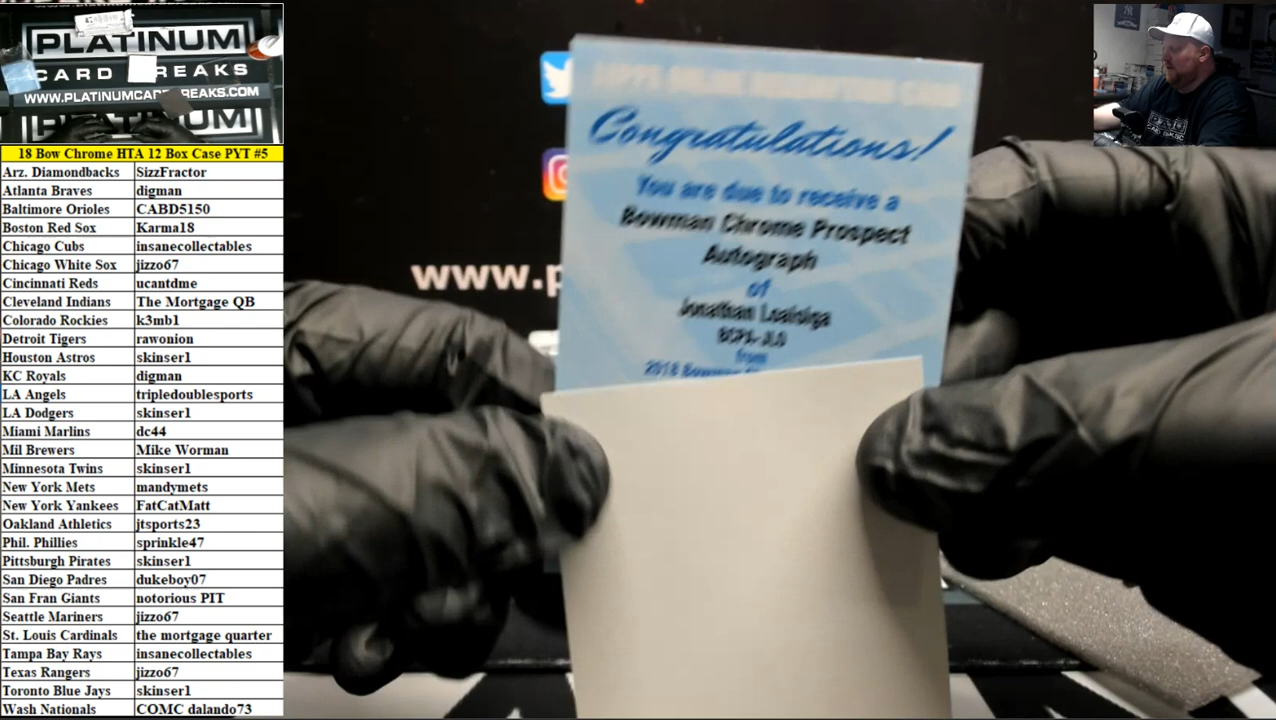 PLATINUM
CARD BREAKS
WWW.PLATINUMCARDBREAKS.COM
PLATINUM
18 Bow Chrome HTA 12 Box Case PYT #5
Arz. Diamondbacks SizzFractor
Atlanta Braves digman
Baltimore Orioles CABD5150
Boston Red Sox Karma18
Chicago Cubs insanecollectables
Chicago White Sox jizzo67
Cincinnati Reds ucantdme
Cleveland Indians The Mortgage QB
Colorado Rockies k3mb1
Detroit Tigers rawonion
Houston Astros skinser1
KC Royals digman
LA Angels tripledoublesports
LA Dodgers skinser1
Miami Marlins dc44
Mil Brewers Mike Worman
Minnesota Twins skinser1
New York Mets mandymets
New York Yankees FatCatMatt
Oakland Athletics jtsports23
Phil. Phillies sprinkle47
Pittsburgh Pirates skinser1
San Diego Padres dukeboy07
San Fran Giants notorious PIT
Seattle Mariners jizzo67
St. Louis Cardinals the mortgage quarter
Tampa Bay Rays insanecollectables
Texas Rangers jizzo67
Toronto Blue Jays skinser1
Wash Nationals COMC dalando73
www.p
Congratulations!
You are due to receive a
Bowman Chrome Prospect
Autograph
of
Jonathan Loaisiga
BCPA-JLO
from
2018 Bowman